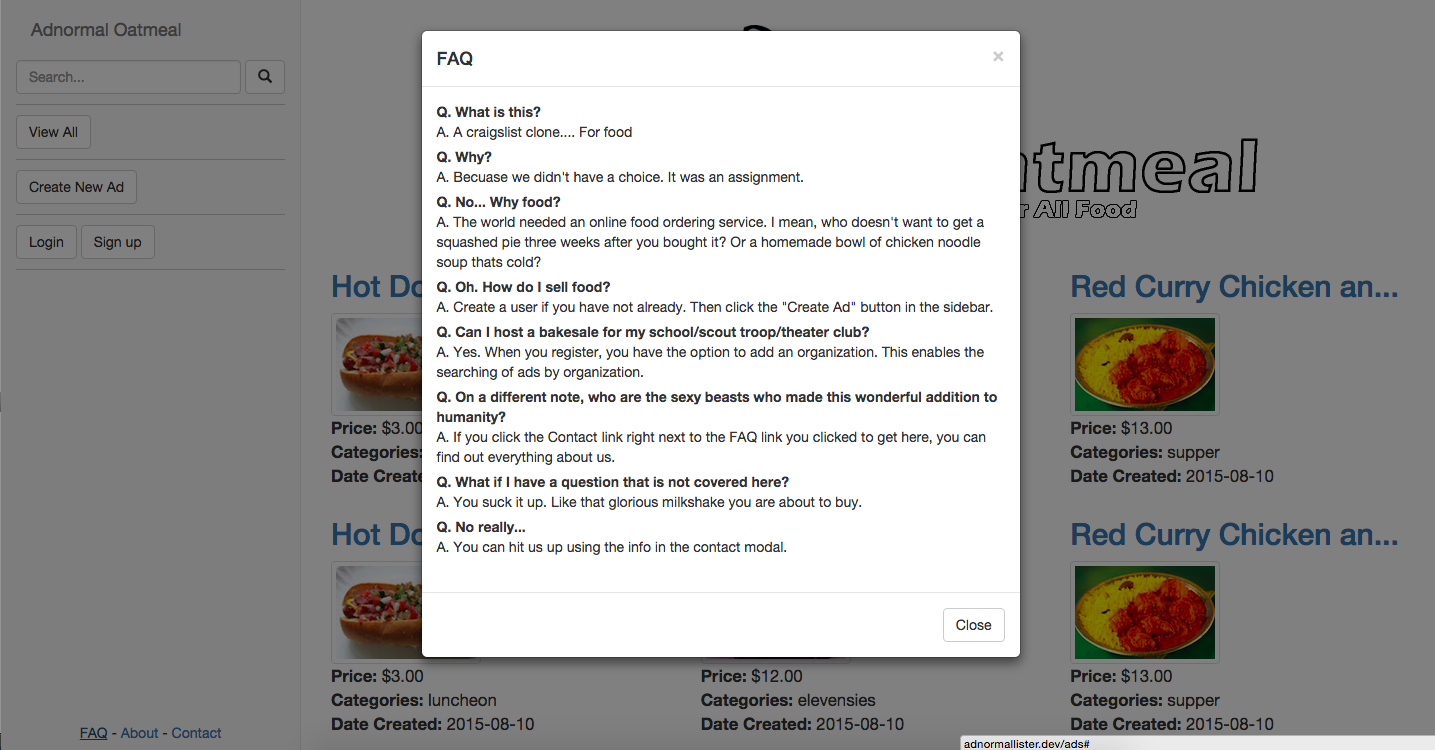 Adnormal Oatmeal
Search...
View All
Create New Ad
Login Sign up
FAQ - About - Contact
FAQ ×
Q. What is this?
A. A craigslist clone.... For food
Q. Why?
A. Becuase we didn't have a choice. It was an assignment.
Q. No... Why food?
A. The world needed an online food ordering service. I mean, who doesn't want to get a
squashed pie three weeks after you bought it? Or a homemade bowl of chicken noodle
soup thats cold?
Q. Oh. How do I sell food?
A. Create a user if you have not already. Then click the "Create Ad" button in the sidebar.
Q. Can I host a bakesale for my school/scout troop/theater club?
A. Yes. When you register, you have the option to add an organization. This enables the
searching of ads by organization.
Q. On a different note, who are the sexy beasts who made this wonderful addition to
humanity?
A. If you click the Contact link right next to the FAQ link you clicked to get here, you can
find out everything about us.
Q. What if I have a question that is not covered here?
A. You suck it up. Like that glorious milkshake you are about to buy.
Q. No really...
A. You can hit us up using the info in the contact modal.
Close
atmeal
r All Food
Hot Do
Price: $3.00
Categories:
Date Create
Red Curry Chicken an...
Price: $13.00
Categories: supper
Date Created: 2015-08-10
Hot Do
Price: $3.00
Categories: luncheon
Date Created: 2015-08-10
Price: $12.00
Categories: elevensies
Date Created: 2015-08-10
Red Curry Chicken an...
Price: $13.00
Categories: supper
Date Created: 2015-08-10
adnormallister.dev/ads#